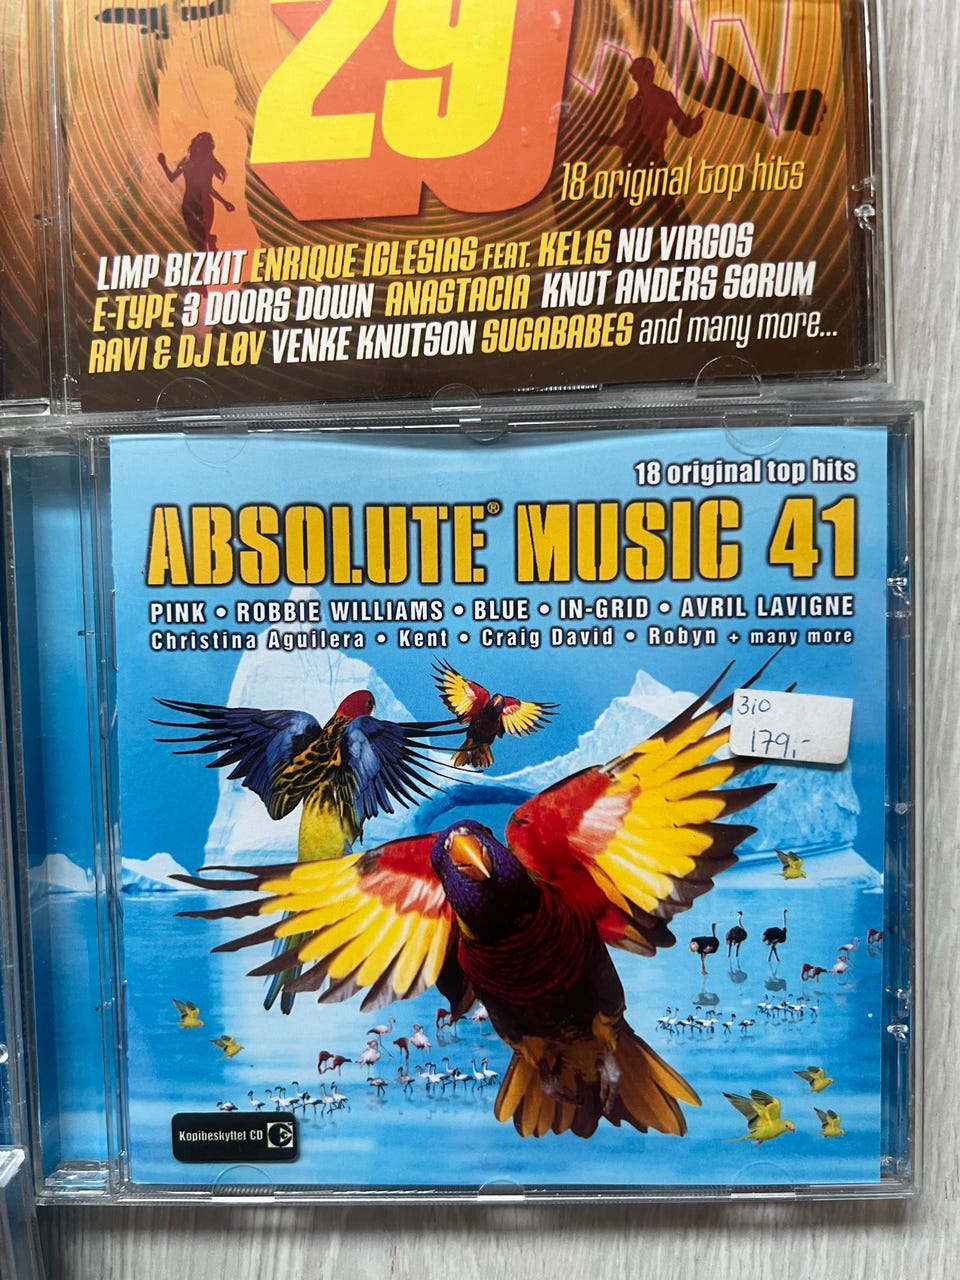 29
18 original top hits
LIMP BIZKIT ENRIQUE IGLESIAS FEAT. KELIS NU VIRGOS
E-TYPE 3 DOORS DOWN ANASTACIA KNUT ANDERS SØRUM
RAVI & DJ LØV VENKE KNUTSON SUGABABES and many more...
18 original top hits
ABSOLUTE® MUSIC 41
PINK • ROBBIE WILLIAMS • BLUE • IN-GRID • AVRIL LAVIGNE
Christina Aguilera • Kent • Craig David • Robyn + many more
310
179,-
Kopibeskyttet CD